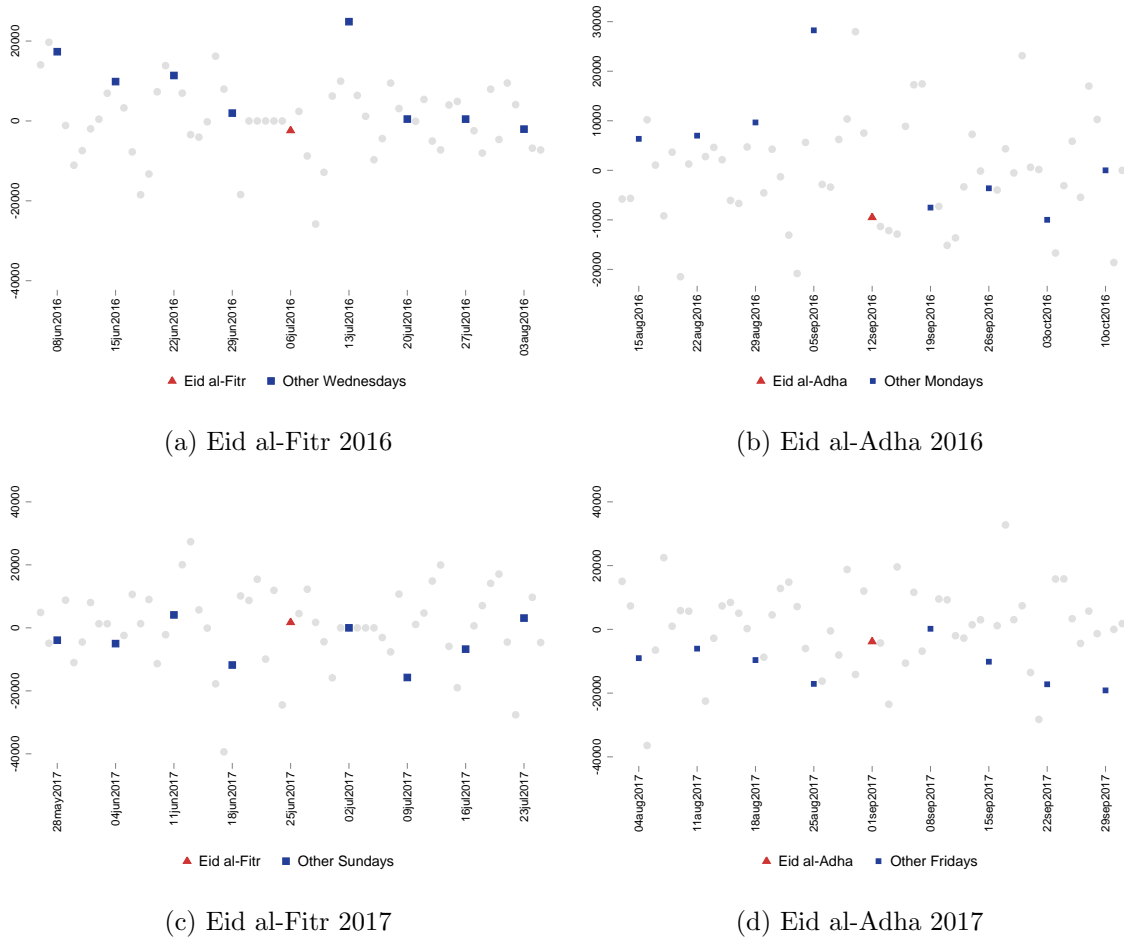 20000
0
-20000
-40000
08jun2016
15jun2016
22jun2016
29jun2016
06jul2016
13jul2016
20jul2016
27jul2016
03aug2016
Eid al-Fitr Other Wednesdays
(a) Eid al-Fitr 2016
30000
20000
10000
0
-10000
-20000
15aug2016
22aug2016
29aug2016
05sep2016
12sep2016
19sep2016
26sep2016
03oct2016
10oct2016
Eid al-Adha Other Mondays
(b) Eid al-Adha 2016
40000
20000
0
-20000
-40000
28may2017
04jun2017
11jun2017
18jun2017
25jun2017
02jul2017
09jul2017
16jul2017
23jul2017
Eid al-Fitr Other Sundays
(c) Eid al-Fitr 2017
40000
20000
0
-20000
-40000
04aug2017
11aug2017
18aug2017
25aug2017
01sep2017
08sep2017
15sep2017
22sep2017
29sep2017
Eid al-Adha Other Fridays
(d) Eid al-Adha 2017